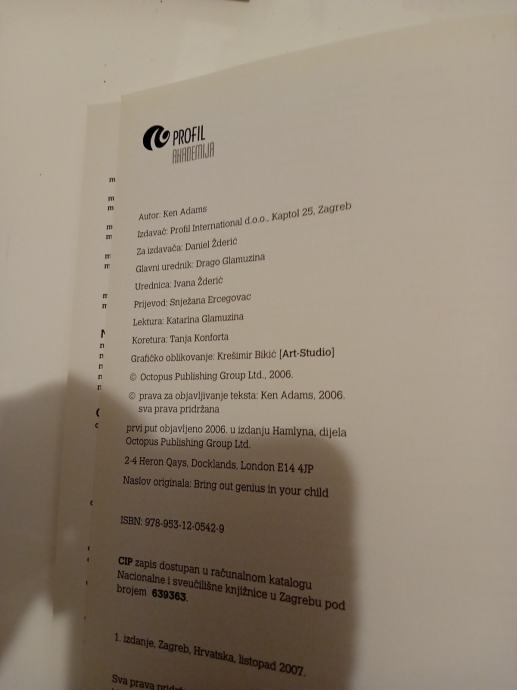 PROFIL
AKADEMIJA
Autor: Ken Adams
Izdavač: Profil International d.o.o., Kaptol 25, Zagreb
Za izdavača: Daniel Žderić
Glavni urednik: Drago Glamuzina
Urednica: Ivana Žderić
Prijevod: Snježana Ercegovac
Lektura: Katarina Glamuzina
Koretura: Tanja Konforta
Grafičko oblikovanje: Krešimir Bikić [Art-Studio]
© Octopus Publishing Group Ltd., 2006.
© prava za objavljivanje teksta: Ken Adams, 2006.
sva prava pridržana
prvi put objavljeno 2006. u izdanju Hamlyna, dijela
Octopus Publishing Group Ltd.
2-4 Heron Qays, Docklands, London E14 4JP
Naslov originala: Bring out genius in your child
ISBN: 978-953-12-0542-9
CIP zapis dostupan u računalnom katalogu
Nacionalne i sveučilišne knjižnice u Zagrebu pod
brojem 639363.
1. izdanje, Zagreb, Hrvatska, listopad 2007.
Sva prava